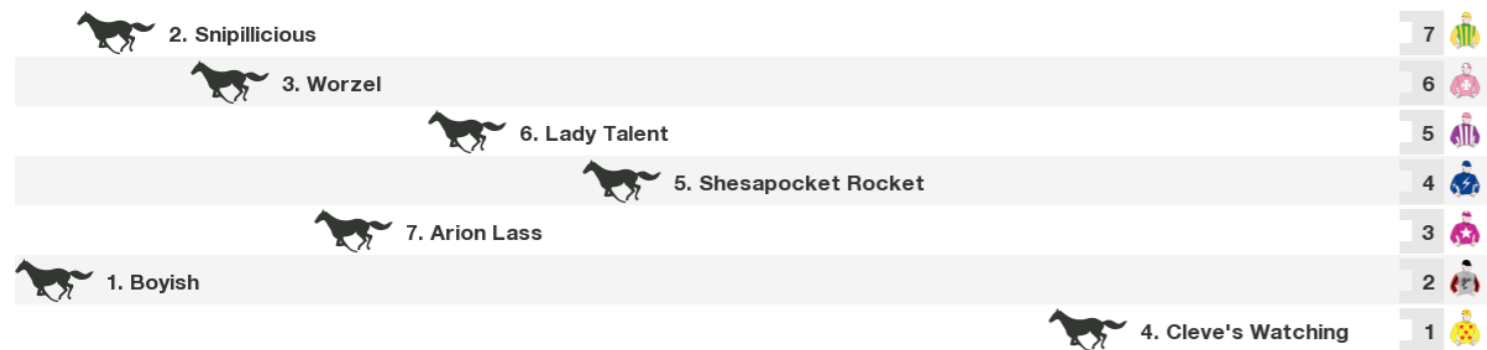 2. Snipillicious 7
3. Worzel 6
6. Lady Talent 5
5. Shesapocket Rocket 4
7. Arion Lass 3
1. Boyish 2
4. Cleve's Watching 1